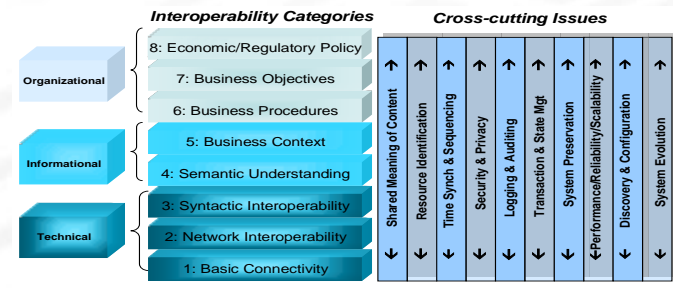 Interoperability Categories
Cross-cutting Issues
Organizational
8: Economic/Regulatory Policy
7: Business Objectives
6: Business Procedures
Informational
5: Business Context
4: Semantic Understanding
Technical
3: Syntactic Interoperability
2: Network Interoperability
1: Basic Connectivity
Shared Meaning of Content
Resource Identification
Time Synch & Sequencing
Security & Privacy
Logging & Auditing
Transaction & State Mgt
System Preservation
Performance/Reliability/Scalability
Discovery & Configuration
System Evolution